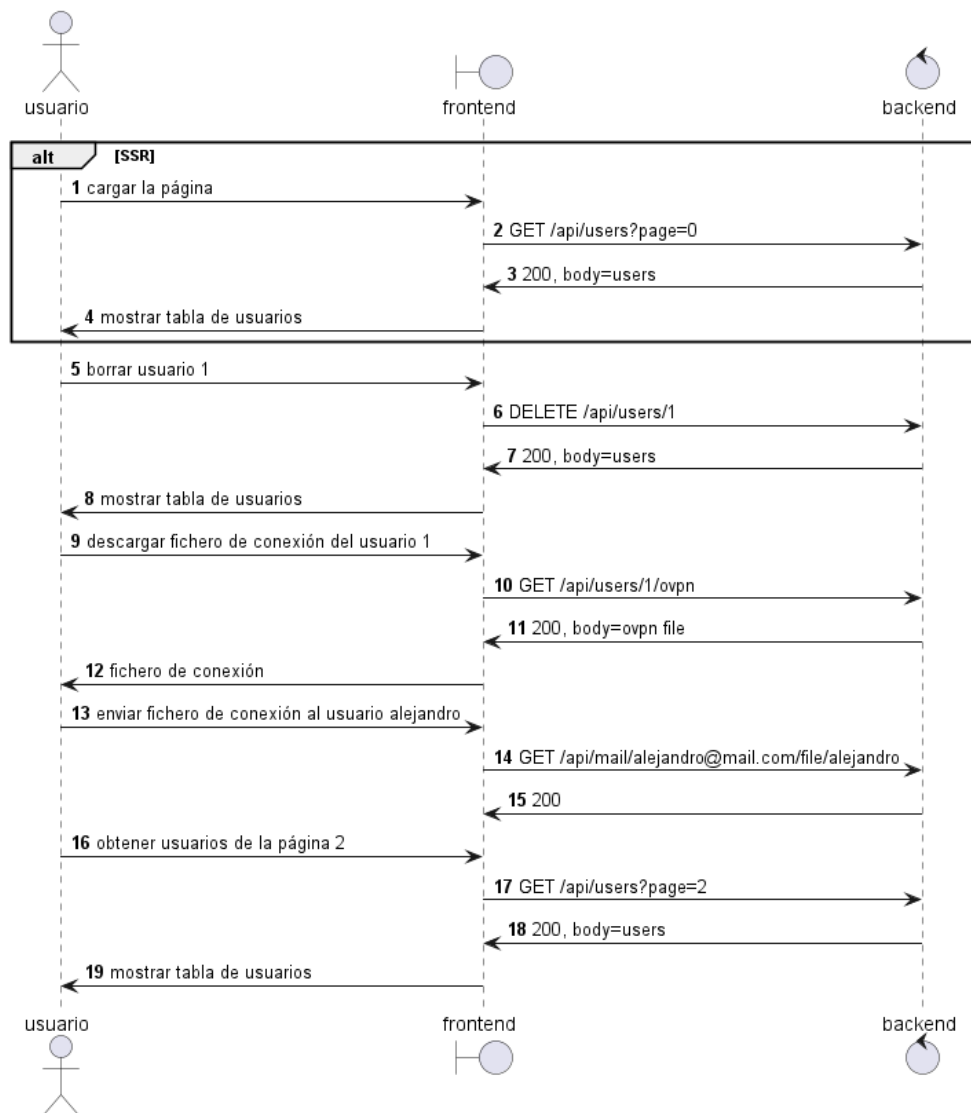 usuario
frontend
backend
alt [SSR]
1 cargar la página
2 GET /api/users?page=0
3 200, body=users
4 mostrar tabla de usuarios
5 borrar usuario 1
6 DELETE /api/users/1
7 200, body=users
8 mostrar tabla de usuarios
9 descargar fichero de conexión del usuario 1
10 GET /api/users/1/ovpn
11 200, body=ovpn file
12 fichero de conexión
13 enviar fichero de conexión al usuario alejandro
14 GET /api/mail/alejandro@mail.com/file/alejandro
15 200
16 obtener usuarios de la página 2
17 GET /api/users?page=2
18 200, body=users
19 mostrar tabla de usuarios
usuario
frontend
backend